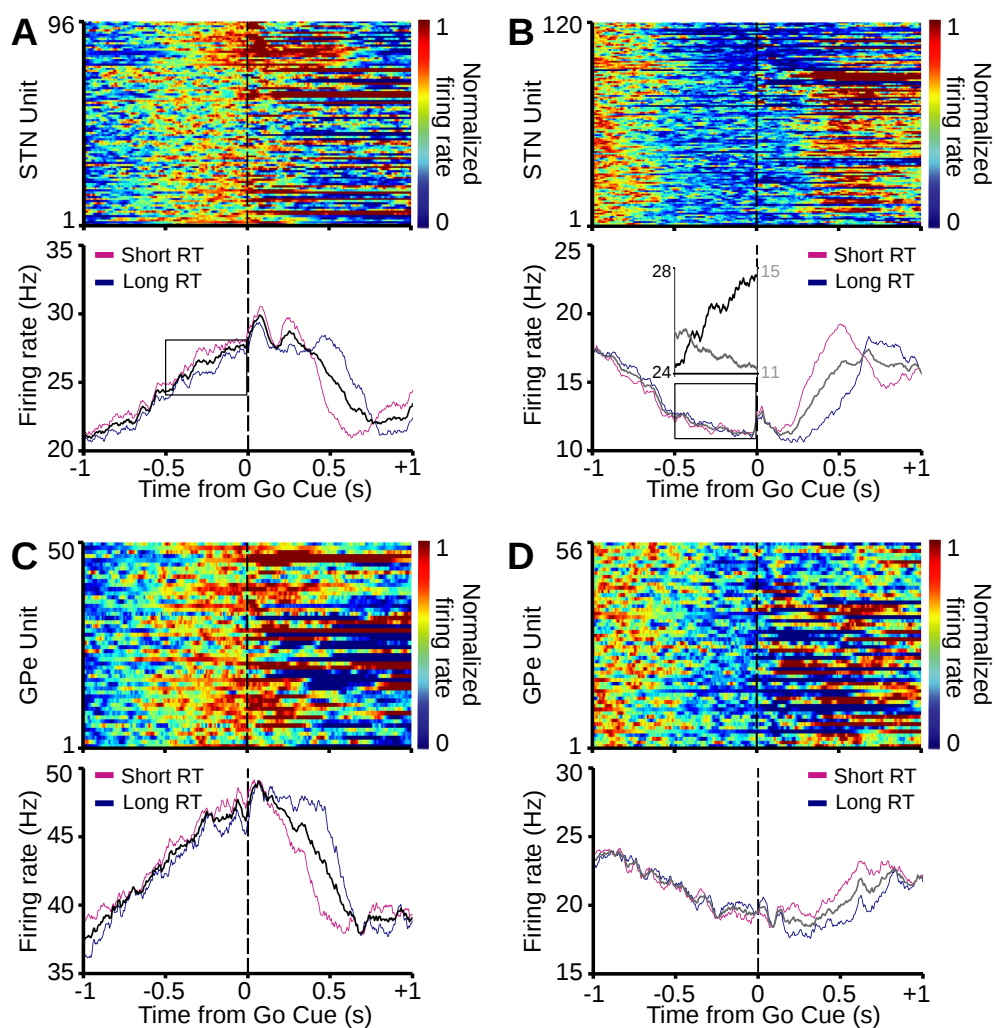 A
96
STN Unit
1
1
Normalized
firing rate
0
35
Short RT
Long RT
30
25
20
Firing rate (Hz)
-1
-0.5
0
0.5
+1
Time from Go Cue (s)
B
120
STN Unit
1
1
Normalized
firing rate
0
25
Short RT
Long RT
28
15
24
11
20
15
10
Firing rate (Hz)
-1
-0.5
0
0.5
+1
Time from Go Cue (s)
C
50
GPe Unit
1
1
Normalized
firing rate
0
50
Short RT
Long RT
45
40
35
Firing rate (Hz)
-1
-0.5
0
0.5
+1
Time from Go Cue (s)
D
56
GPe Unit
1
1
Normalized
firing rate
0
30
Short RT
Long RT
25
20
15
Firing rate (Hz)
-1
-0.5
0
0.5
+1
Time from Go Cue (s)